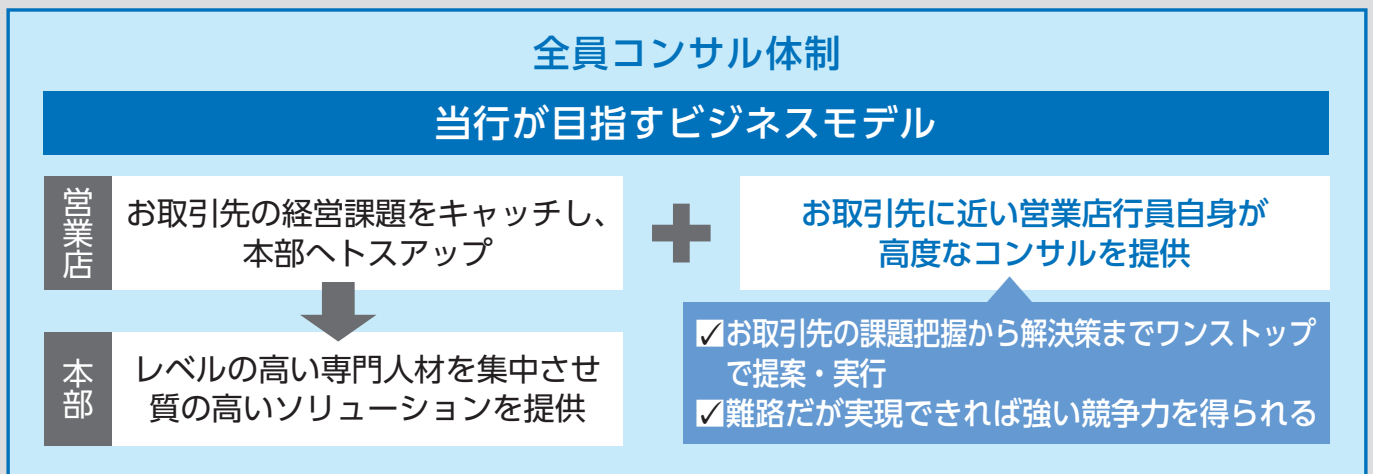 全員コンサル体制
当行が目指すビジネスモデル
営業店
お取引先の経営課題をキャッチし、
本部へトスアップ
お取引先に近い営業店行員自身が
高度なコンサルを提供
本部
レベルの高い専門人材を集中させ
質の高いソリューションを提供
☑お取引先の課題把握から解決策までワンストップ
で提案・実行
☑難路だが実現できれば強い競争力を得られる